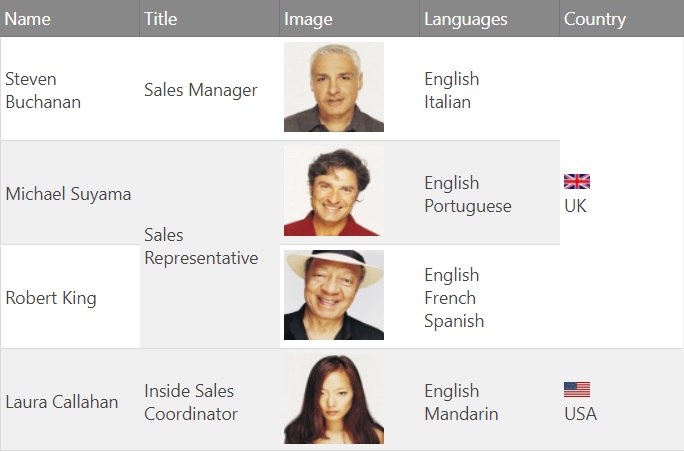 Name Title Image Languages Country
Steven
Buchanan
Sales Manager
English
Italian
Michael Suyama
Sales
Representative
English
Portuguese
UK
Robert King
English
French
Spanish
Laura Callahan
Inside Sales
Coordinator
English
Mandarin
USA